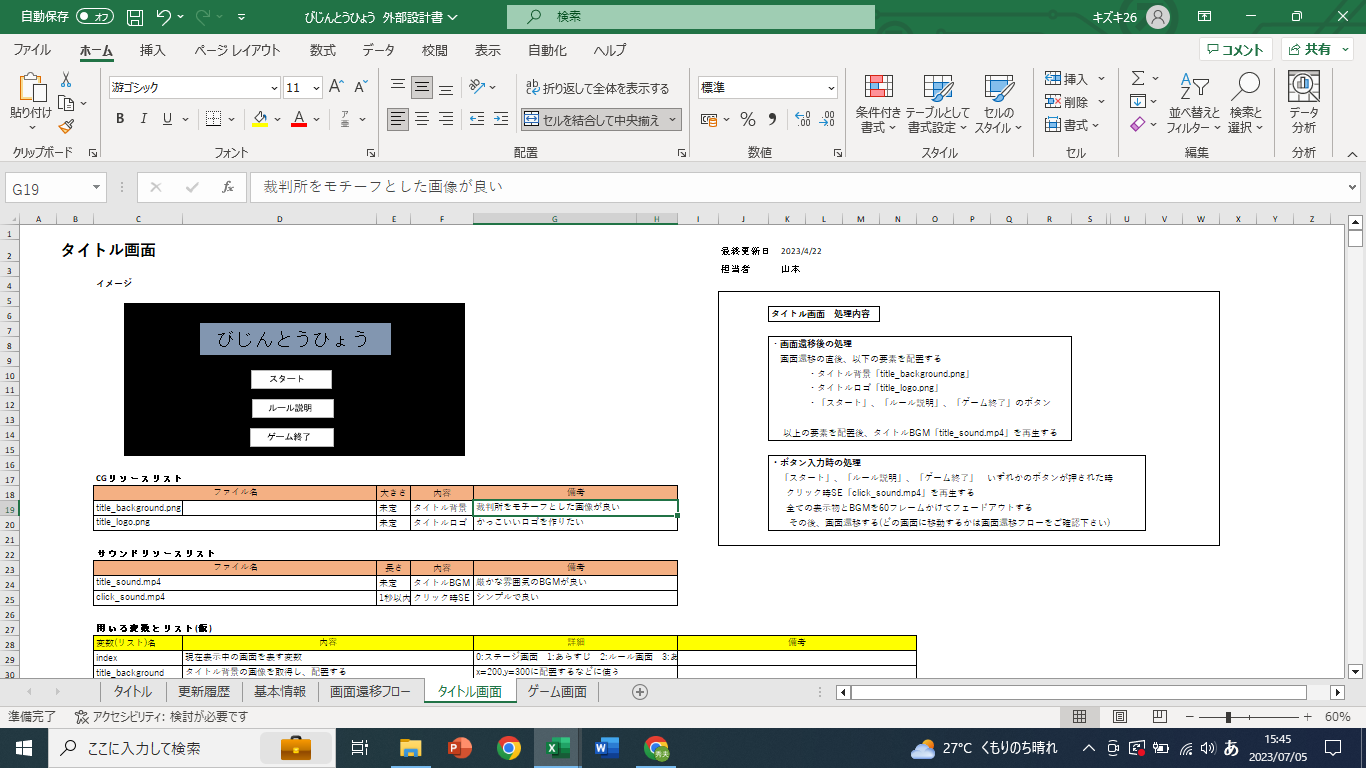 自動保存 オフ びじんとうひょう 外部設計書 検索 キズキ26
ファイル ホーム 挿入 ページ レイアウト 数式 データ 校閲 表示 自動化 ヘルプ コメント 共有
貼り付け 游ゴシック 11 折り返して全体を表示する 標準 条件付き テーブルとして セルの 挿入 並べ替えと 検索と データ
B I U セルを結合して中央揃え 書式 書式設定 スタイル 削除 フィルター 選択 分析
書式
クリップボード フォント 配置 数値 スタイル セル 編集 分析
G19 fx 裁判所をモチーフとした画像が良い
A B C D E F G H I J K L M N O P Q R S U V W X Y Z
1
2 タイトル画面 最終更新日 2023/4/22
3 担当者 山本
4 イメージ
5
6 タイトル画面 処理内容
7 びじんとうひょう
8 ・画面遷移後の処理
9 画面遷移の直後、以下の要素を配置する
10 スタート ・タイトル背景「title_background.png」
11 ・タイトルロゴ「title_logo.png」
12 ルール説明 ・「スタート」、「ルール説明」、「ゲーム終了」のボタン
13
14 ゲーム終了 以上の要素を配置後、タイトルBGM「title_sound.mp4」を再生する
15
16 ・ボタン入力時の処理
17 CGリソースリスト 「スタート」、「ルール説明」、「ゲーム終了」 いずれかのボタンが押された時
18 ファイル名 大きさ 内容 備考 クリック時SE「click_sound.mp4」を再生する
19 title_background.png 未定 タイトル背景 裁判所をモチーフとした画像が良い 全ての表示物とBGMを60フレームかけてフェードアウトする
20 title_logo.png 未定 タイトルロゴ かっこいいロゴを作りたい その後、画面遷移する(どの画面に移動するかは画面遷移フローをご確認下さい)
21
22 サウンドリソースリスト
23 ファイル名 長さ 内容 備考
24 title_sound.mp4 未定 タイトルBGM 厳かな雰囲気のBGMが良い
25 click_sound.mp4 1秒以内 クリック時SE シンプルで良い
26
27 用いる変数とリスト(仮)
28 変数(リスト)名 内容 詳細 備考
29 index 現在表示中の画面を表す変数 0:ステージ画面 1:あらすじ 2:ルール画面 3:あ
30 title_background タイトル背景の画像を取得し、配置する x=200,y=300に配置するなどに使う
タイトル 更新履歴 基本情報 画面遷移フロー タイトル画面 ゲーム画面
準備完了 アクセシビリティ: 検討が必要です 60%
ここに入力して検索 27°C くもりのち晴れ あ 15:45
2023/07/05